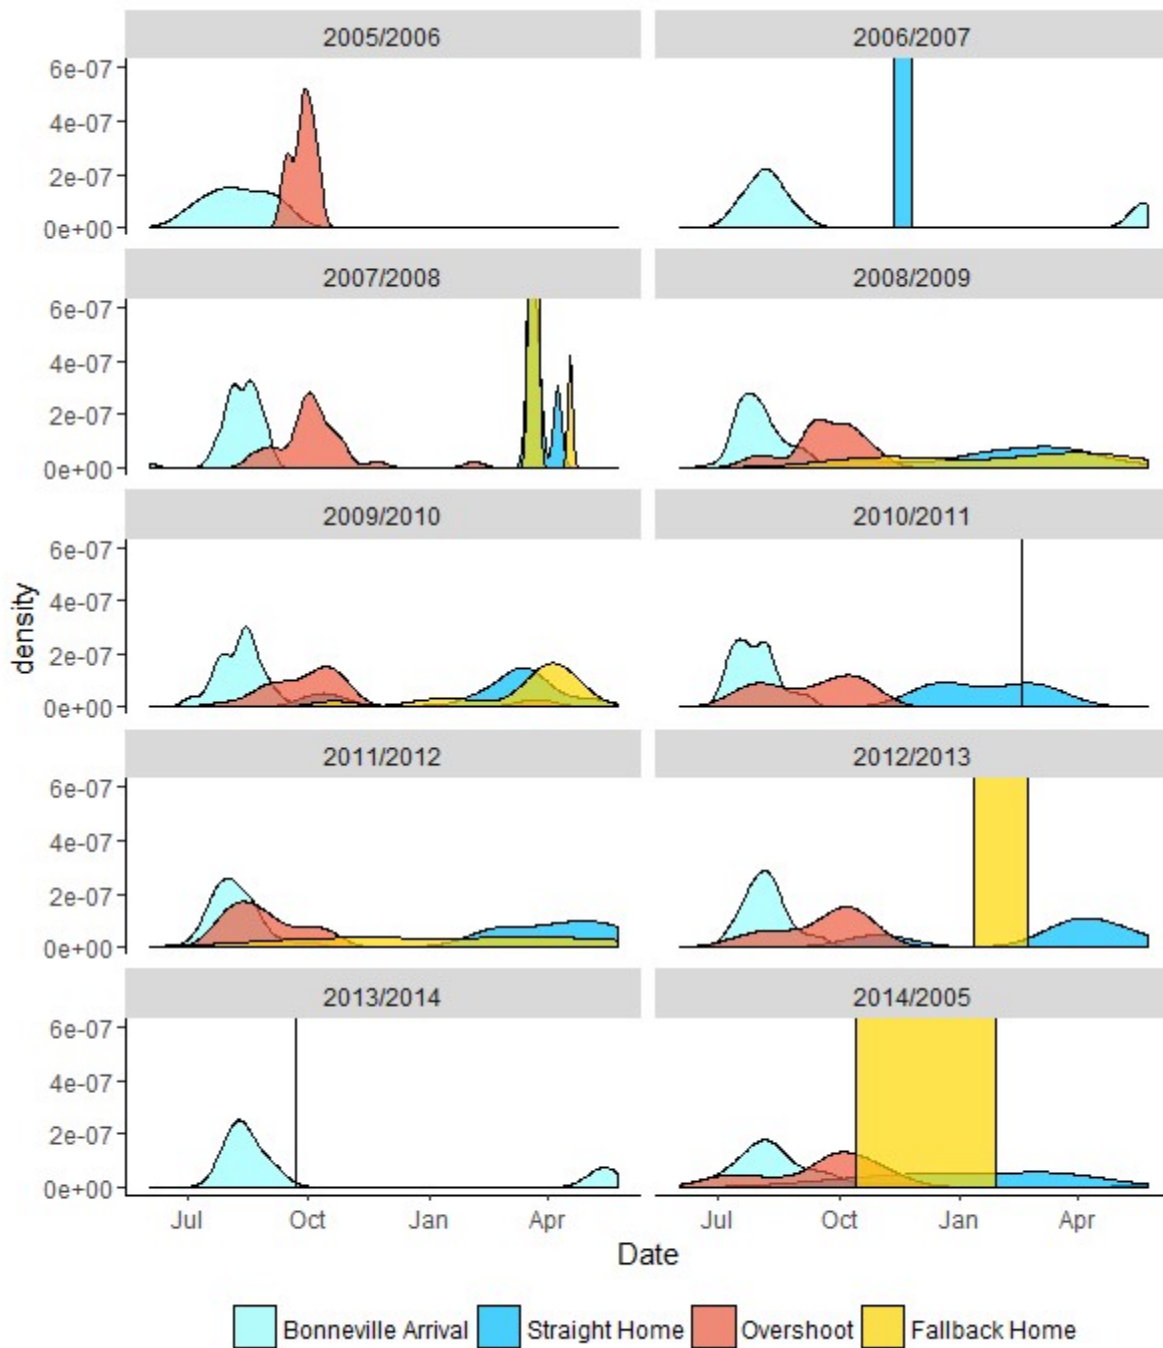 2005/2006 2006/2007
6e-07
4e-07
2e-07
0e+00
2007/2008 2008/2009
6e-07
4e-07
2e-07
0e+00
2009/2010 2010/2011
6e-07
4e-07
2e-07
0e+00
density
2011/2012 2012/2013
6e-07
4e-07
2e-07
0e+00
2013/2014 2014/2005
6e-07
4e-07
2e-07
0e+00
Jul Oct Jan Apr Jul Oct Jan Apr
Date
Bonneville Arrival Straight Home Overshoot Fallback Home